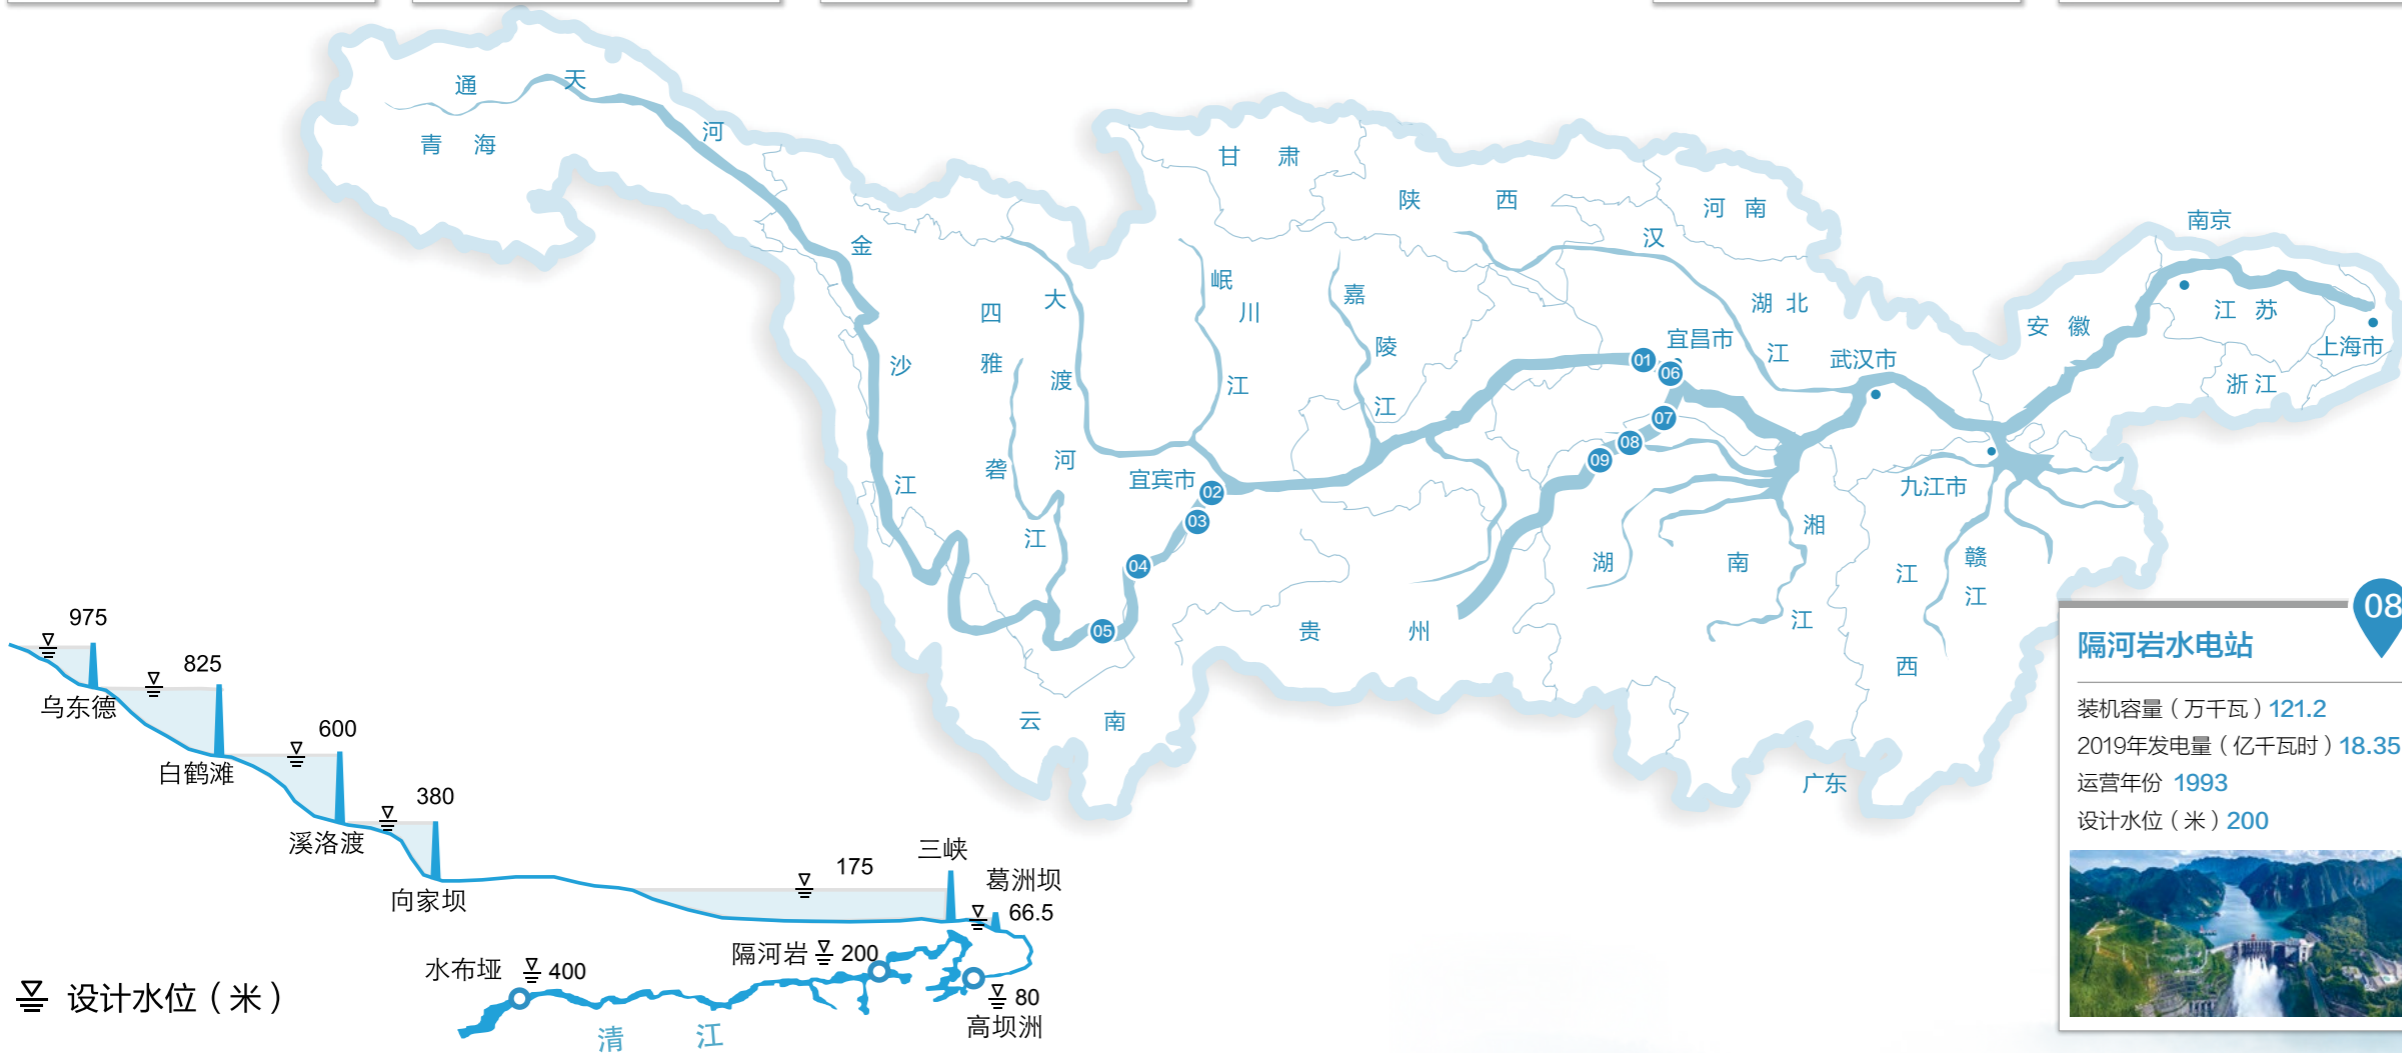 通天河
青海
甘肃
陕西
河南
汉江
南京
金沙江
四川
大渡河
岷江
嘉陵江
湖北
宜昌市
武汉市
安徽
江苏
上海市
浙江
雅砻江
宜宾市
九江市
01
06
07
08
09
02
03
04
05
湖南
湘江
江西
赣江
贵州
云南
广东
975
乌东德
825
白鹤滩
600
溪洛渡
380
向家坝
175
三峡
葛洲坝
66.5
水布垭 400
隔河岩 200
80
高坝洲
清江
设计水位（米）
08
隔河岩水电站
装机容量（万千瓦）121.2
2019年发电量（亿千瓦时）18.35
运营年份 1993
设计水位（米）200